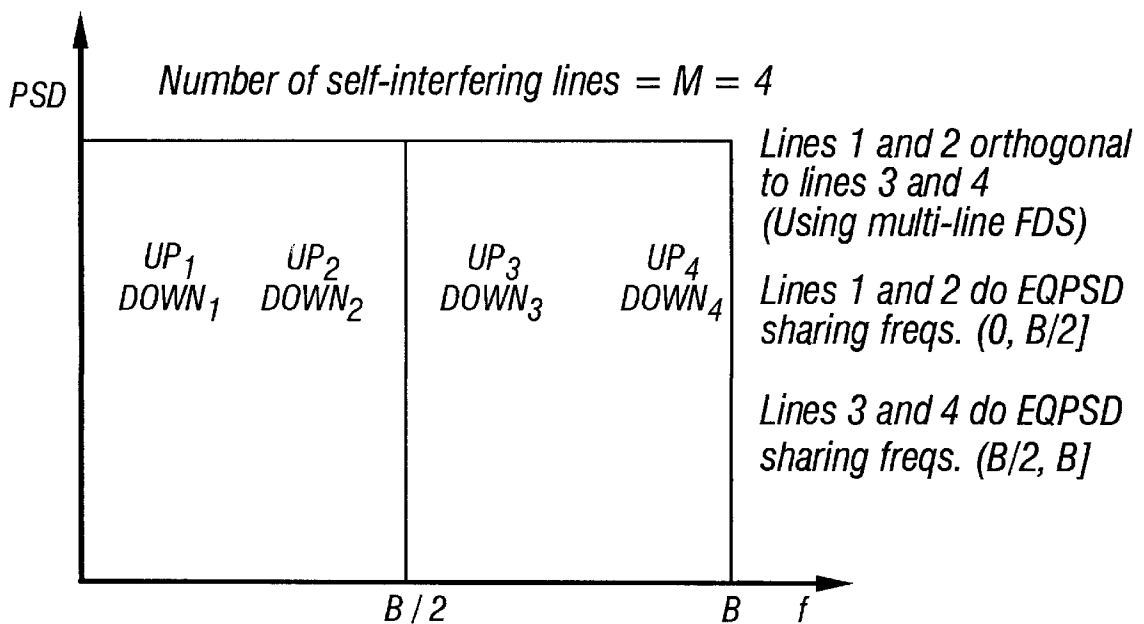 PSD
Number of self-interfering lines = M = 4
Lines 1 and 2 orthogonal
to lines 3 and 4
(Using multi-line FDS)
UP1 UP2 UP3 UP4
DOWN1 DOWN2 DOWN3 DOWN4
Lines 1 and 2 do EQPSD
sharing freqs. (0, B/2]
Lines 3 and 4 do EQPSD
sharing freqs. (B/2, B]
B / 2 B f